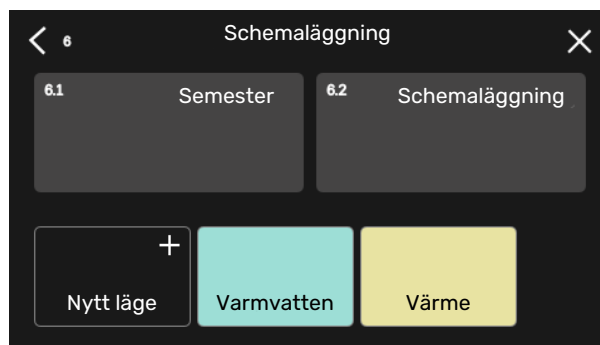 6 Schemaläggning
6.1 Semester 6.2 Schemaläggning
Nytt läge Varmvatten Värme